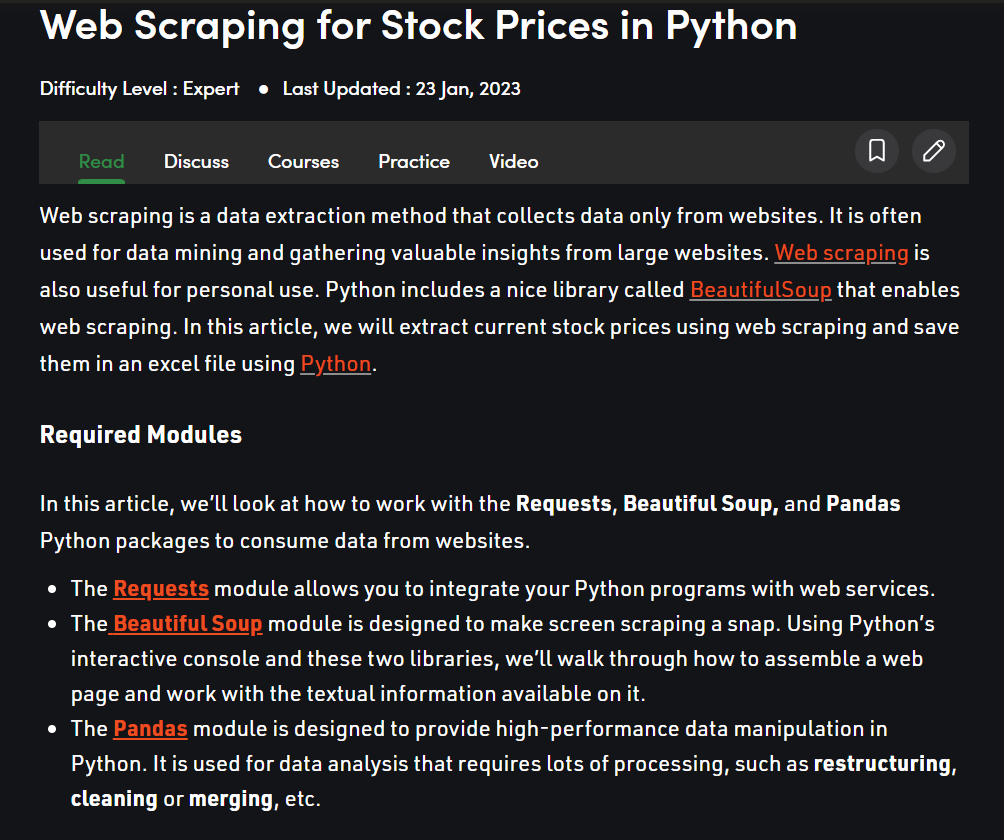 Web Scraping for Stock Prices in Python
Difficulty Level : Expert ● Last Updated : 23 Jan, 2023
Read Discuss Courses Practice Video
Web scraping is a data extraction method that collects data only from websites. It is often
used for data mining and gathering valuable insights from large websites. Web scraping is
also useful for personal use. Python includes a nice library called BeautifulSoup that enables
web scraping. In this article, we will extract current stock prices using web scraping and save
them in an excel file using Python.
Required Modules
In this article, we’ll look at how to work with the Requests, Beautiful Soup, and Pandas
Python packages to consume data from websites.
• The Requests module allows you to integrate your Python programs with web services.
• The Beautiful Soup module is designed to make screen scraping a snap. Using Python’s
interactive console and these two libraries, we’ll walk through how to assemble a web
page and work with the textual information available on it.
• The Pandas module is designed to provide high-performance data manipulation in
Python. It is used for data analysis that requires lots of processing, such as restructuring,
cleaning or merging, etc.